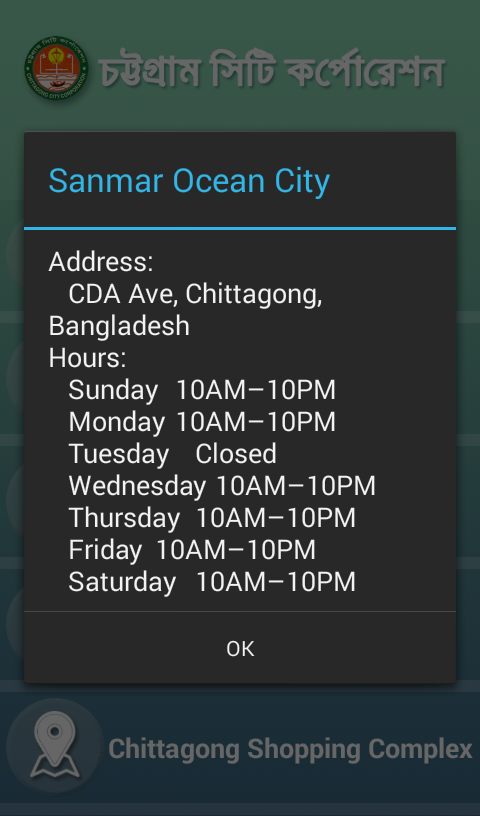 চট্টগ্রাম সিটি কর্পোরেশন
Sanmar Ocean City
Address:
CDA Ave, Chittagong,
Bangladesh
Hours:
Sunday 10AM–10PM
Monday 10AM–10PM
Tuesday Closed
Wednesday 10AM–10PM
Thursday 10AM–10PM
Friday 10AM–10PM
Saturday 10AM–10PM
OK
Chittagong Shopping Complex